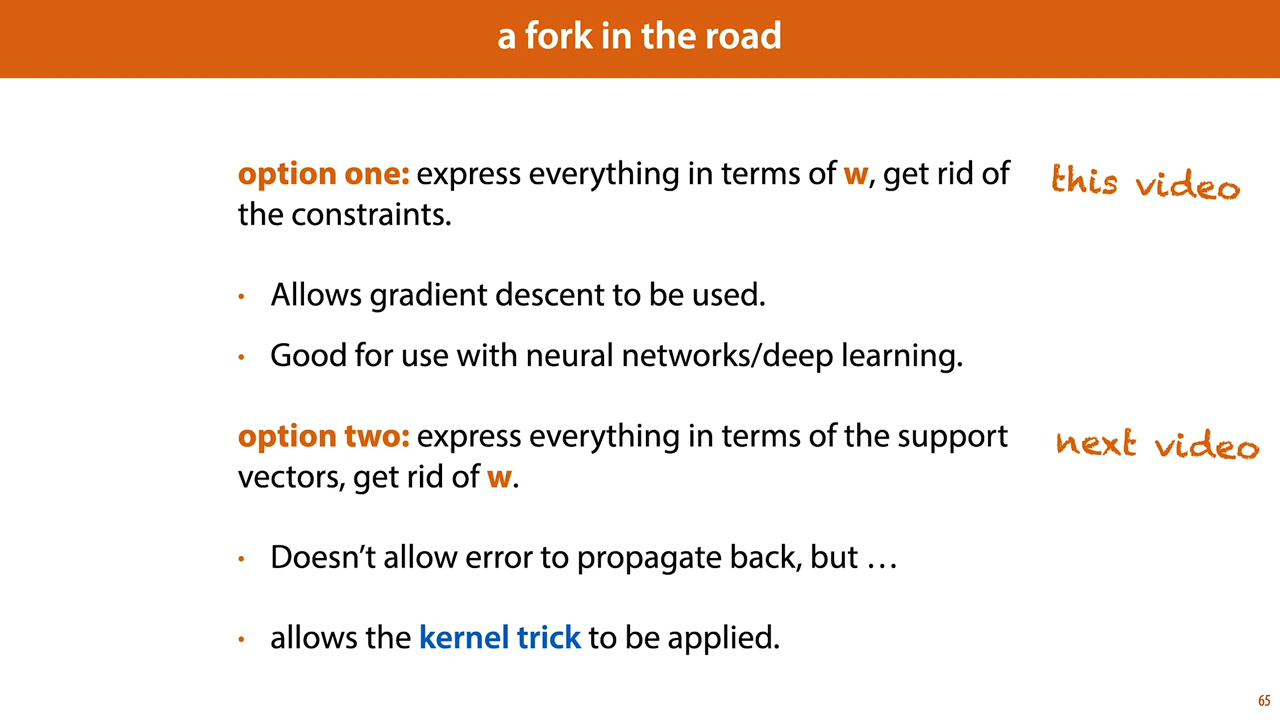 a fork in the road
option one: express everything in terms of w, get rid of
the constraints.
this video
• Allows gradient descent to be used.
• Good for use with neural networks/deep learning.
option two: express everything in terms of the support
vectors, get rid of w.
next video
• Doesn’t allow error to propagate back, but …
• allows the kernel trick to be applied.
65